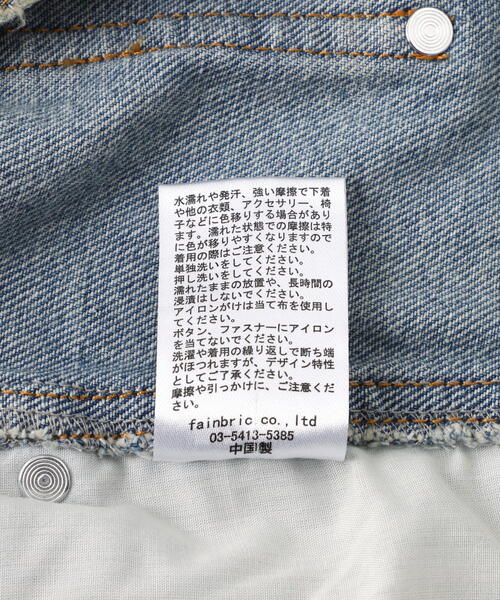 水濡れや発汗、強い摩擦で下着
や他の衣類、アクセサリー、椅
子などに色移りする場合があり
ます。濡れた状態での摩擦は特
に色が移りやすくなりますので
着用の際はご注意ください。
単独洗いをしてください。
押し洗いをしてください。
濡れたままの放置や、長時間の
浸漬はしないでください。
アイロンがけは当て布を使用し
てください。
ボタン、ファスナーにアイロン
を当てないでください。
洗濯や着用の繰り返しで断ち端
がほつれますが、デザイン特性
としてご了承ください。
摩擦や引っかけに、ご注意くださ
い。
fainbric co.,ltd
03-5413-5385
中国製